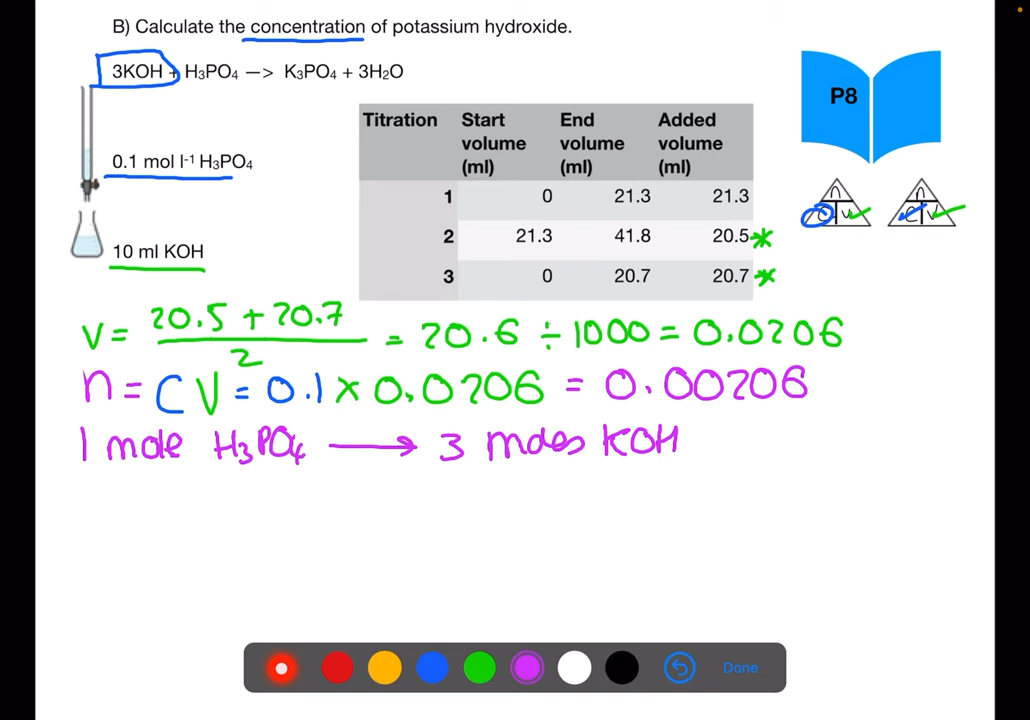 B) Calculate the concentration of potassium hydroxide.
3KOH + H₃PO₄ —> K₃PO₄ + 3H₂O
P8
0.1 mol l⁻¹ H₃PO₄
10 ml KOH
Titration Start volume (ml) End volume (ml) Added volume (ml)
1 0 21.3 21.3
2 21.3 41.8 20.5*
3 0 20.7 20.7*
n
C V
n
C V
V = 20.5 + 20.7 / 2 = 20.6 ÷ 1000 = 0.0206
n = CV = 0.1 × 0.0206 = 0.00206
1 mole H₃PO₄ → 3 moles KOH
Done